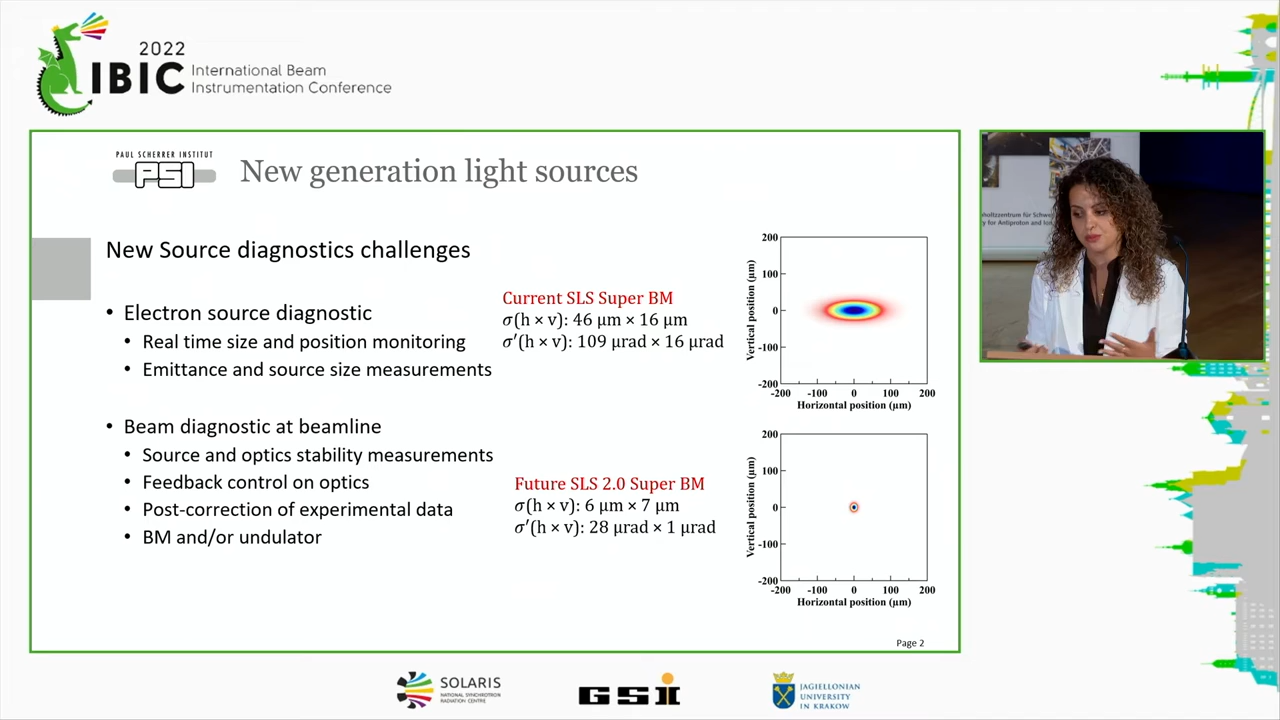 2022
IBIC
International Beam
Instrumentation Conference
PAUL SCHERRER INSTITUT
PSI
New generation light sources
New Source diagnostics challenges
• Electron source diagnostic
• Real time size and position monitoring
• Emittance and source size measurements
• Beam diagnostic at beamline
• Source and optics stability measurements
• Feedback control on optics
• Post-correction of experimental data
• BM and/or undulator
Current SLS Super BM
σ(h × v): 46 μm × 16 μm
σ′(h × v): 109 μrad × 16 μrad
Future SLS 2.0 Super BM
σ(h × v): 6 μm × 7 μm
σ′(h × v): 28 μrad × 1 μrad
Vertical position (μm)
200
100
0
-100
-200
-200 -100 0 100 200
Horizontal position (μm)
Vertical position (μm)
200
100
0
-100
-200
-200 -100 0 100 200
Horizontal position (μm)
Page 2
y for Antiproton and Ion
SOLARIS
NATIONAL SYNCHROTRON
RADIATION CENTRE
GSI
JAGIELLONIAN
UNIVERSITY
IN KRAKOW